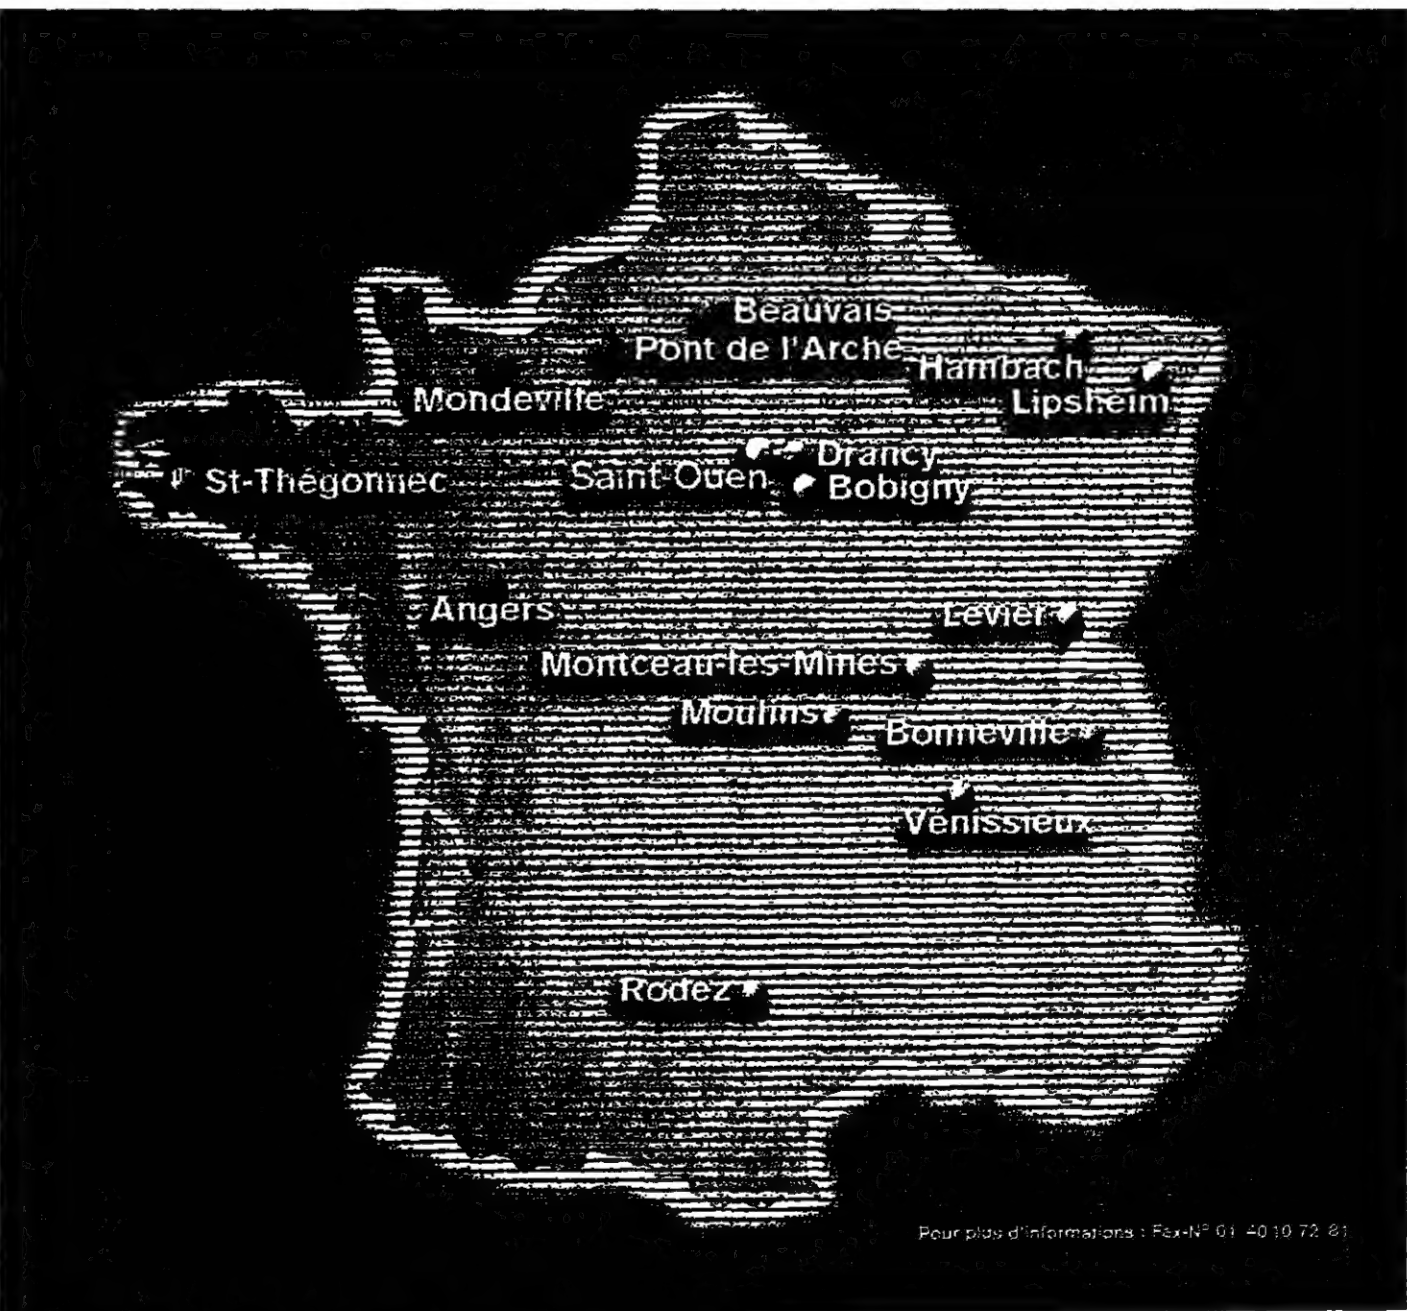 Beauvais
Pont de l'Arche
Hambach
Lipsheim
Mondeville
Drancy
Saint-Ouen
Bobigny
St-Thégonnec
Angers
Levier
Montceau-les-Mines
Moulins
Bonneville
Vénissieux
Rodez
Pour plus d'informations : Fax-N° 01 40 10 72 81